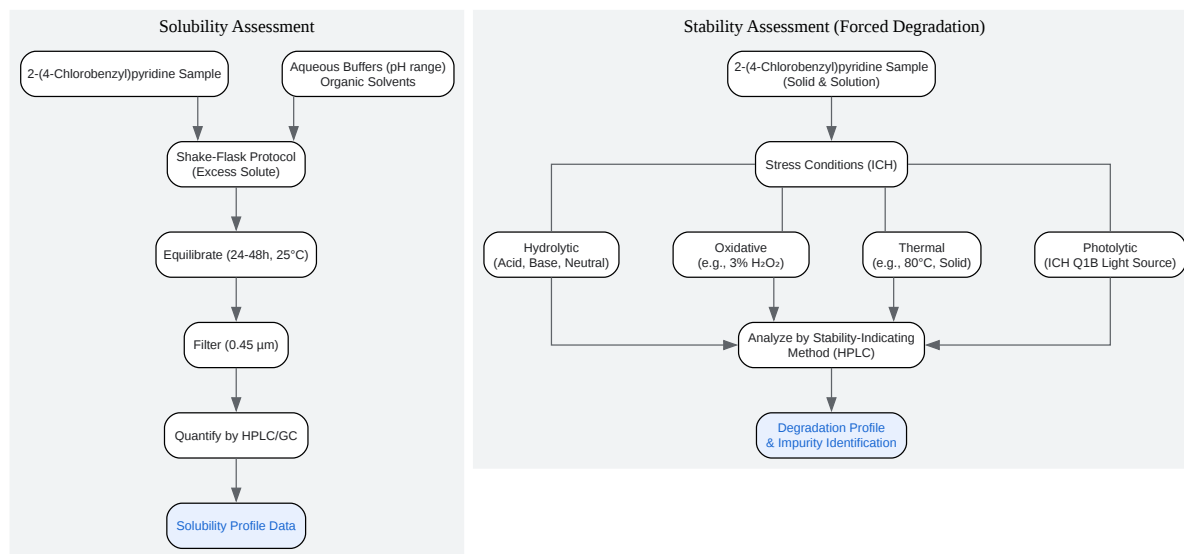 Solubility Assessment
2-(4-Chlorobenzyl)pyridine Sample
Aqueous Buffers (pH range)
Organic Solvents
Shake-Flask Protocol
(Excess Solute)
Equilibrate (24-48h, 25°C)
Filter (0.45 µm)
Quantify by HPLC/GC
Solubility Profile Data
Stability Assessment (Forced Degradation)
2-(4-Chlorobenzyl)pyridine Sample
(Solid & Solution)
Stress Conditions (ICH)
Hydrolytic
(Acid, Base, Neutral)
Oxidative
(e.g., 3% H₂O₂)
Thermal
(e.g., 80°C, Solid)
Photolytic
(ICH Q1B Light Source)
Analyze by Stability-Indicating
Method (HPLC)
Degradation Profile
& Impurity Identification